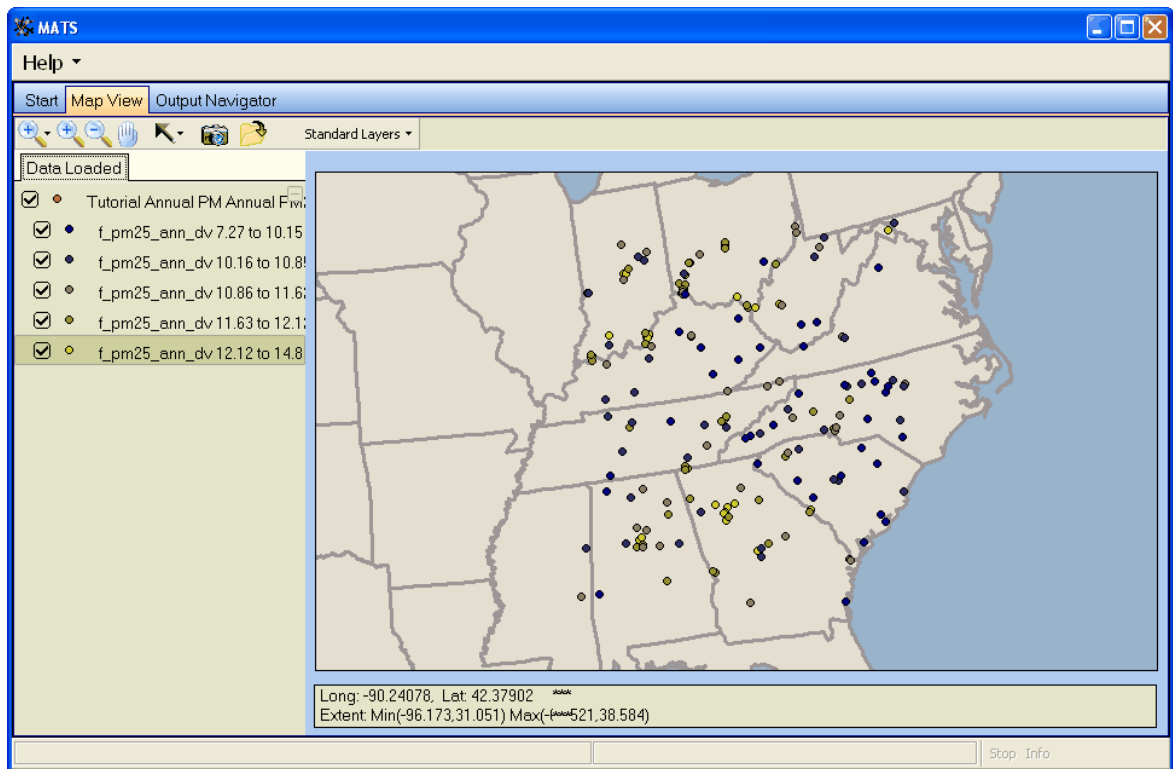 MATS
Help
Start Map View Output Navigator
Standard Layers
Data Loaded
Tutorial Annual PM Annual
f_pm25_ann_dv 7.27 to 10.15
f_pm25_ann_dv 10.16 to 10.8
f_pm25_ann_dv 10.86 to 11.6
f_pm25_ann_dv 11.63 to 12.1
f_pm25_ann_dv 12.12 to 14.8
Long: -90.24078, Lat: 42.37902 ***
Extent: Min(-96.173,31.051) 521,38.584)
Stop Info